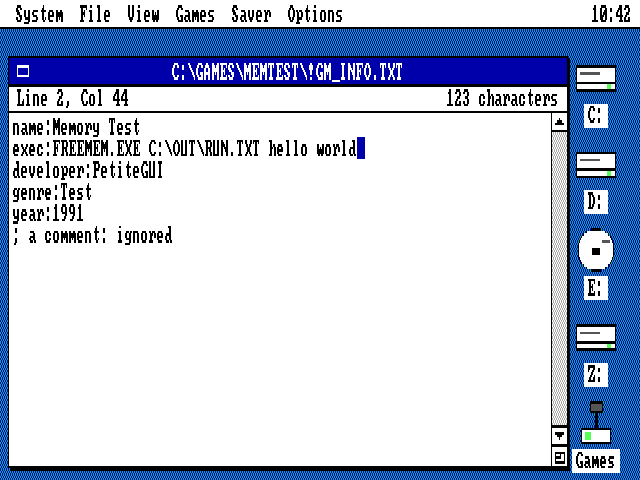 System File View Games Saver Options 10:42
C:\GAMES\MEMTEST\!GM_INFO.TXT
Line 2, Col 44 123 characters
name:Memory Test
exec:FREEMEM.EXE C:\OUT\RUN.TXT hello world
developer:PetiteGUI
genre:Test
year:1991
; a comment: ignored
C:
D:
E:
Z:
Games